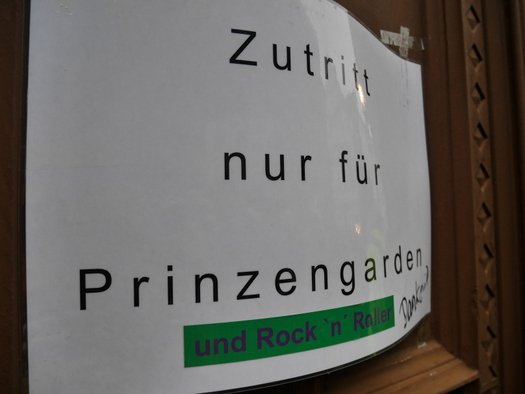 Zutritt
nur für
Prinzengarden
und Rock `n´ Roller
Danke